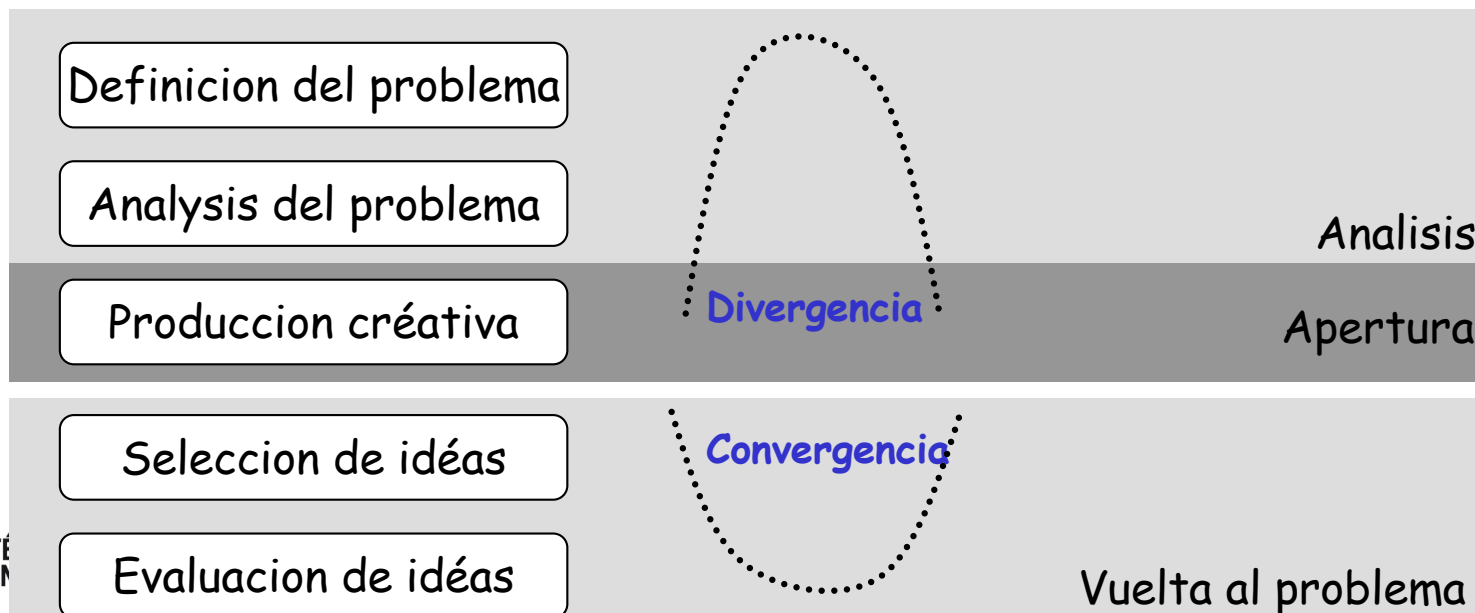 Definicion del problema
Analysis del problema
Analisis
Produccion créativa
Divergencia
Apertura
Seleccion de idéas
Convergencia
Evaluacion de idéas
Vuelta al problema